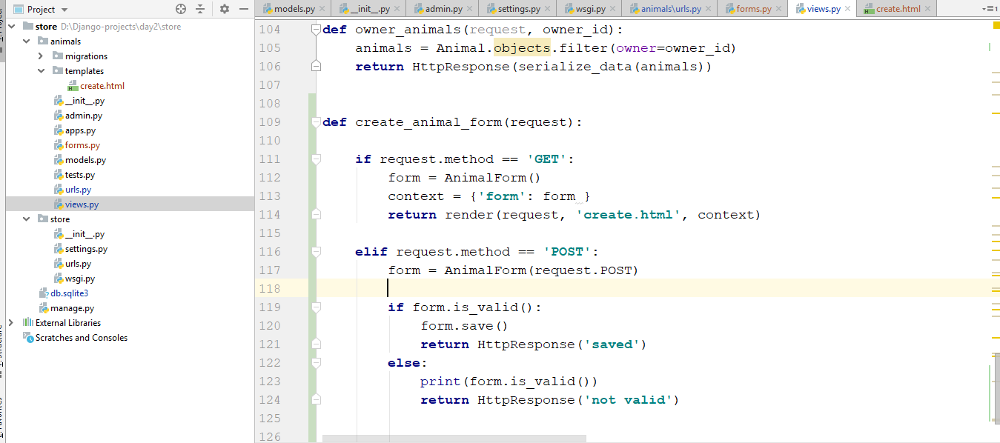 Project
models.py
__init__.py
admin.py
settings.py
wsgi.py
animals\urls.py
forms.py
views.py
create.html
1
store D:\Django-projects\day2\store
animals
migrations
templates
create.html
__init__.py
admin.py
apps.py
forms.py
models.py
tests.py
urls.py
views.py
store
__init__.py
settings.py
urls.py
wsgi.py
db.sqlite3
manage.py
External Libraries
Scratches and Consoles
104 def owner_animals(request, owner_id):
105 animals = Animal.objects.filter(owner=owner_id)
106 return HttpResponse(serialize_data(animals))
107
108
109 def create_animal_form(request):
110
111 if request.method == 'GET':
112 form = AnimalForm()
113 context = {'form': form }
114 return render(request, 'create.html', context)
115
116 elif request.method == 'POST':
117 form = AnimalForm(request.POST)
118
119 if form.is_valid():
120 form.save()
121 return HttpResponse('saved')
122 else:
123 print(form.is_valid())
124 return HttpResponse('not valid')
125
126